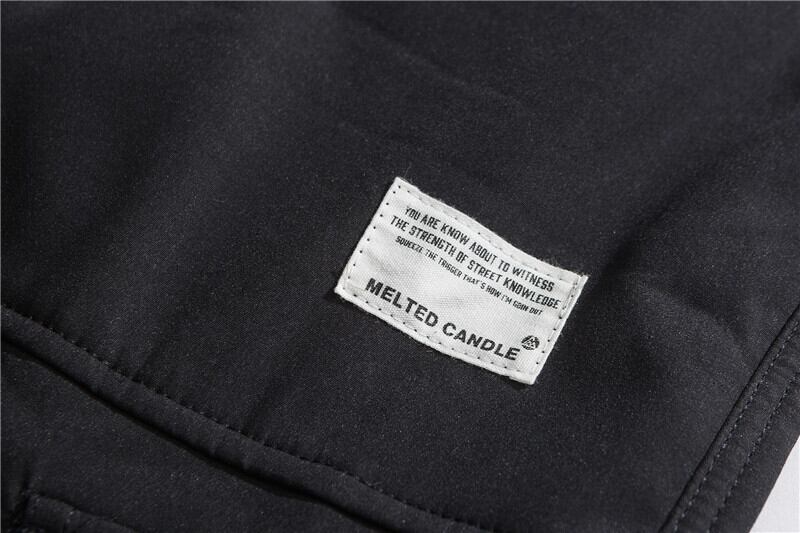 YOU ARE KNOW ABOUT TO WITNESS
THE STRENGTH OF STREET KNOWLEDGE
SQUEEZE THE TRIGGER THAT'S HOW I'M GOIN OUT
MELTED CANDLE